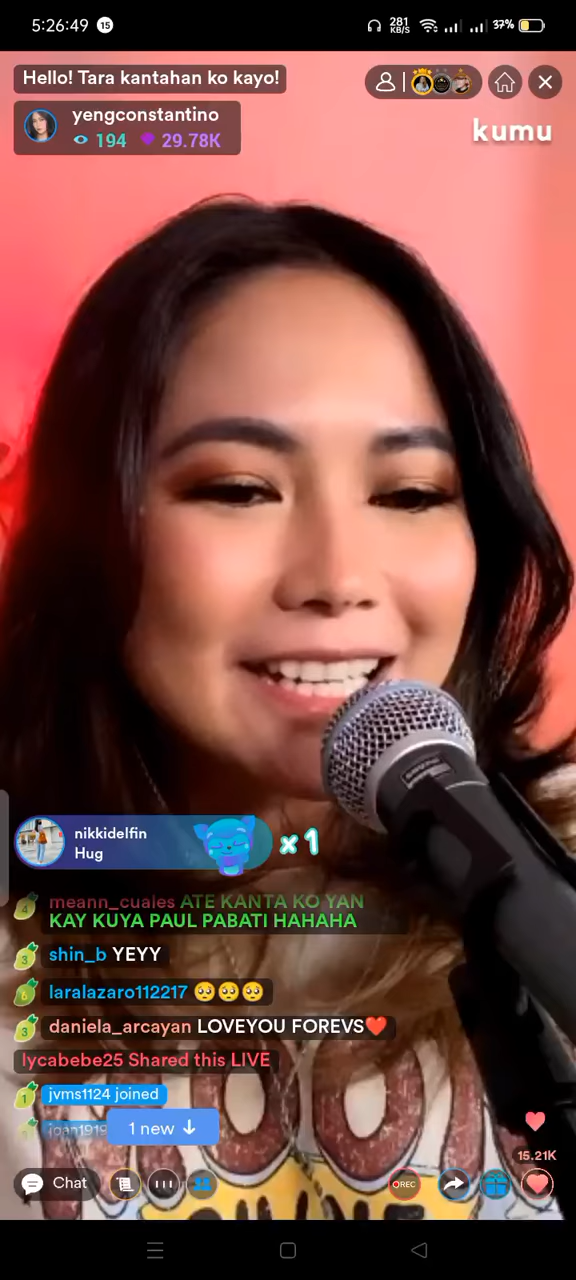 5:26:49 15 281 KB/S 37%
Hello! Tara kantahan ko kayo!
yengconstantino
194 29.78K
kumu
nikkidelfin
Hug
x 1
4 meann_cuales ATE KANTA KO YAN
KAY KUYA PAUL PABATI HAHAHA
3 shin_b YEYY
6 laralazaro112217 🥺🥺🥺
3 daniela_arcayan LOVEYOU FOREVS❤️
lycabebe25 Shared this LIVE
1 jvms1124 joined
1 new ↓
15.21K
Chat REC